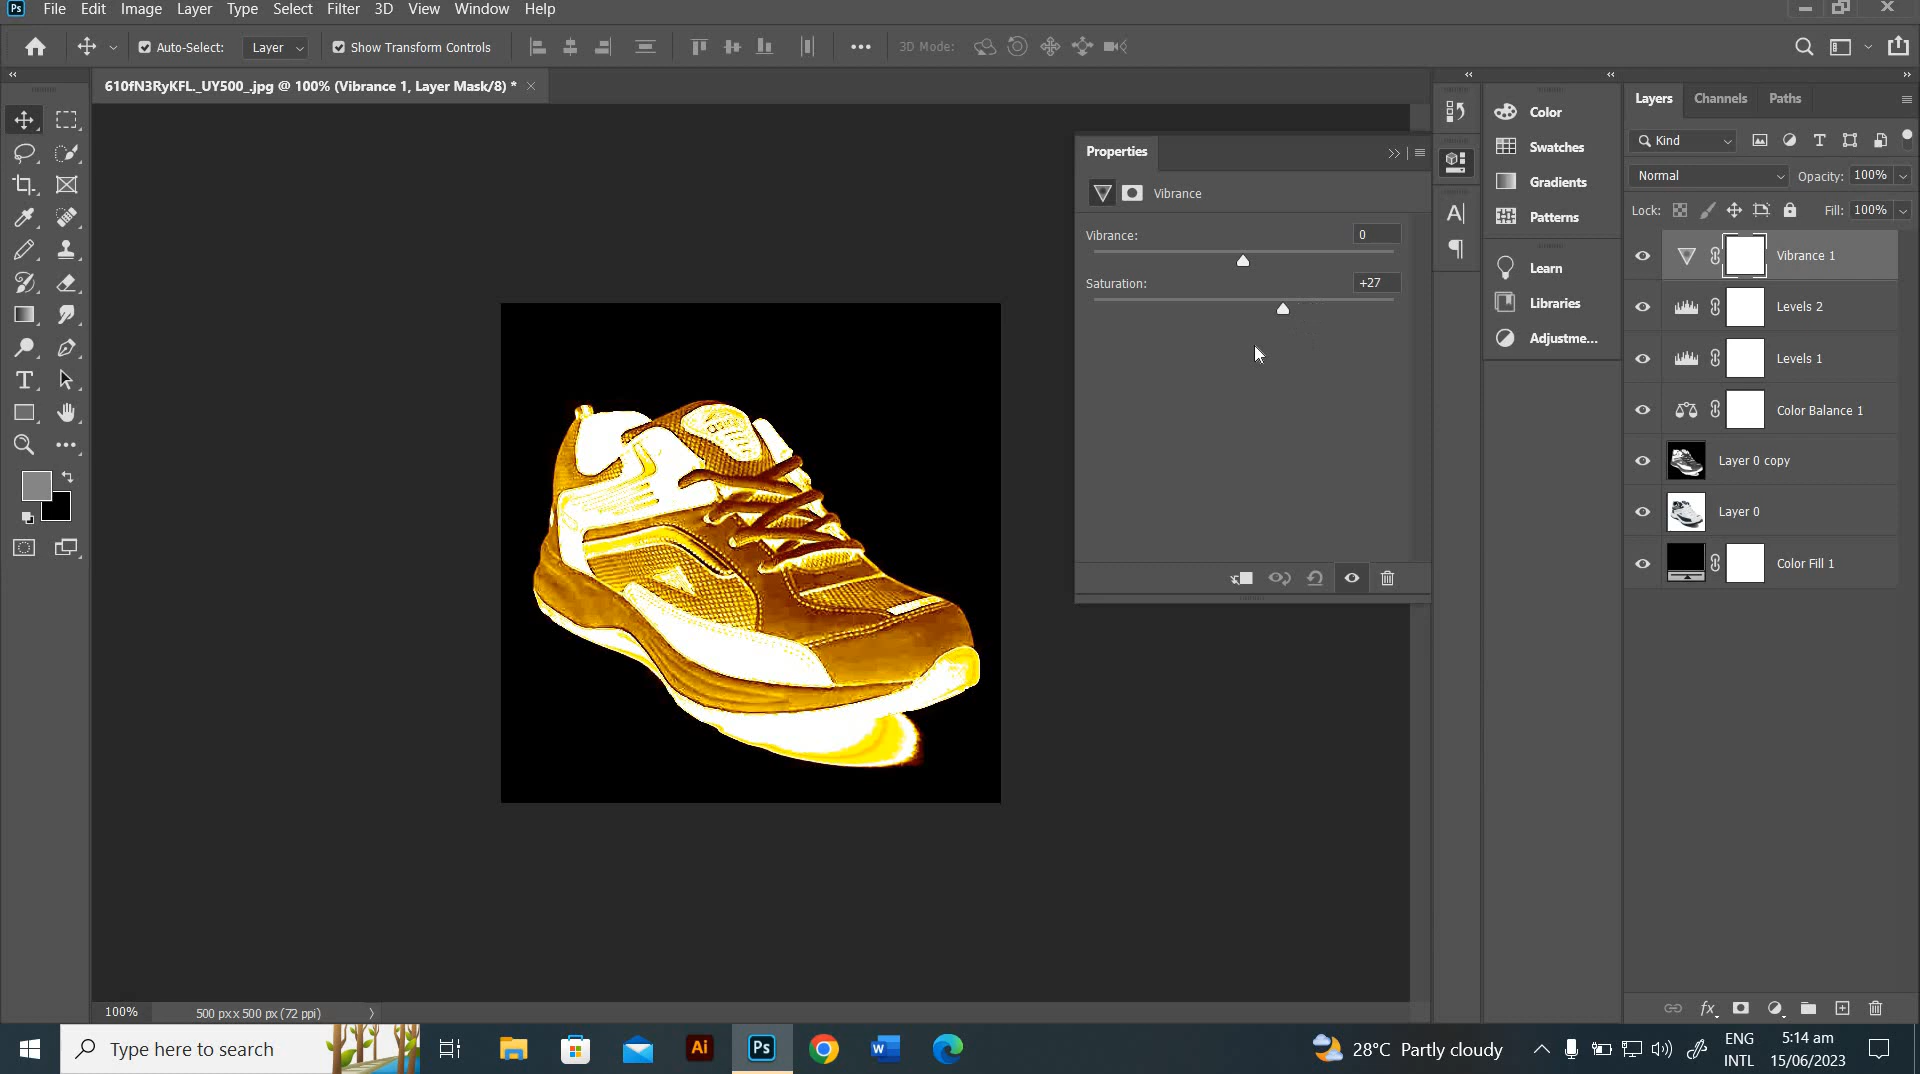 Ps File Edit Image Layer Type Select Filter 3D View Window Help
Auto-Select: Layer Show Transform Controls 3D Mode:
610fN3RyKFL._UY500_.jpg @ 100% (Vibrance 1, Layer Mask/8) *
Properties
Vibrance
Vibrance: 0
Saturation: +27
Color
Swatches
Gradients
Patterns
Learn
Libraries
Adjustme...
Layers Channels Paths
Kind
Normal Opacity: 100%
Lock: Fill: 100%
Vibrance 1
Levels 2
Levels 1
Color Balance 1
Layer 0 copy
Layer 0
Color Fill 1
100% 500 px x 500 px (72 ppi)
Type here to search Ai Ps 28°C Partly cloudy ENG 5:14 am
INTL 15/06/2023